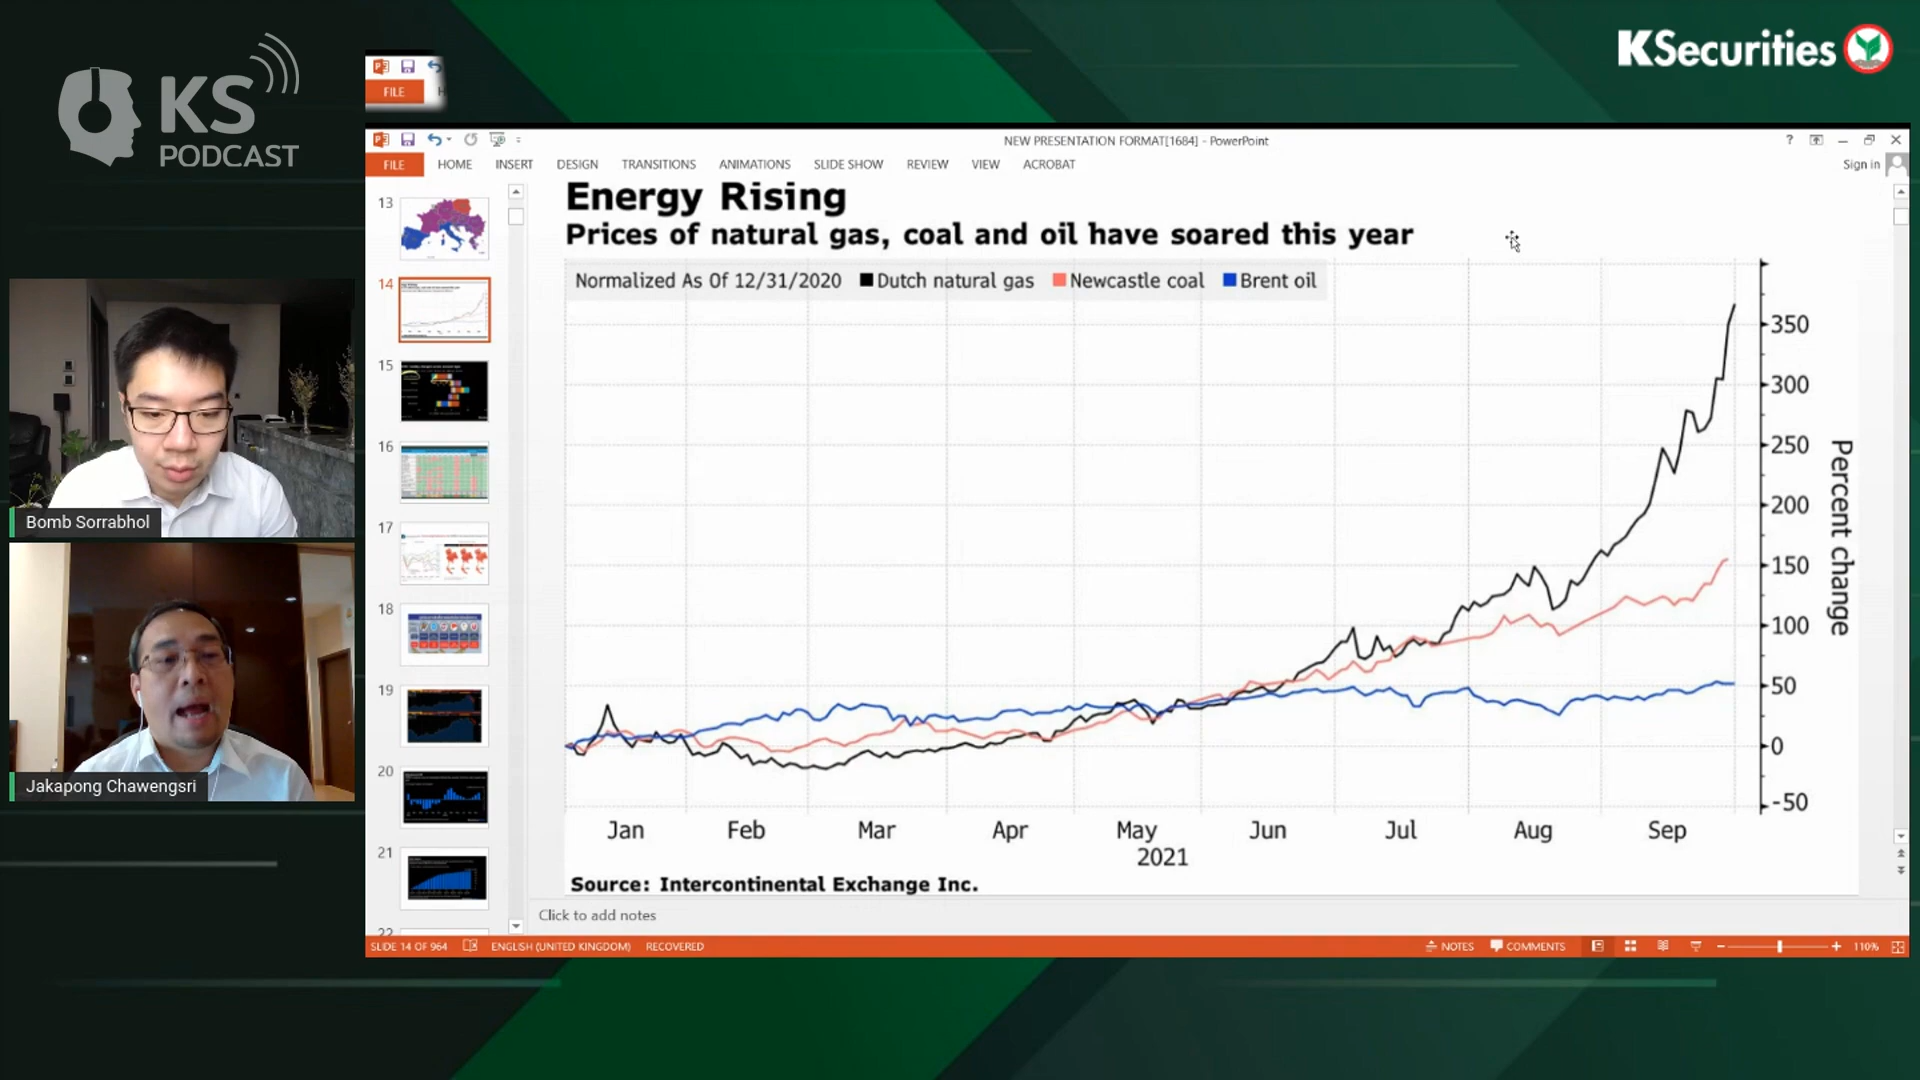 KS
PODCAST
KSecurities
FILE
NEW PRESENTATION FORMAT[1684] - PowerPoint
FILE HOME INSERT DESIGN TRANSITIONS ANIMATIONS SLIDE SHOW REVIEW VIEW ACROBAT
Sign in
13
14
15
16
17
18
19
20
21
22
Energy Rising
Prices of natural gas, coal and oil have soared this year
Normalized As Of 12/31/2020 Dutch natural gas Newcastle coal Brent oil
350
300
250
200
150
100
50
0
-50
Percent change
Jan Feb Mar Apr May Jun Jul Aug Sep
2021
Source: Intercontinental Exchange Inc.
Click to add notes
SLIDE 14 OF 964 ENGLISH (UNITED KINGDOM) RECOVERED NOTES COMMENTS 110%
Bomb Sorrabhol
Jakapong Chawengsri